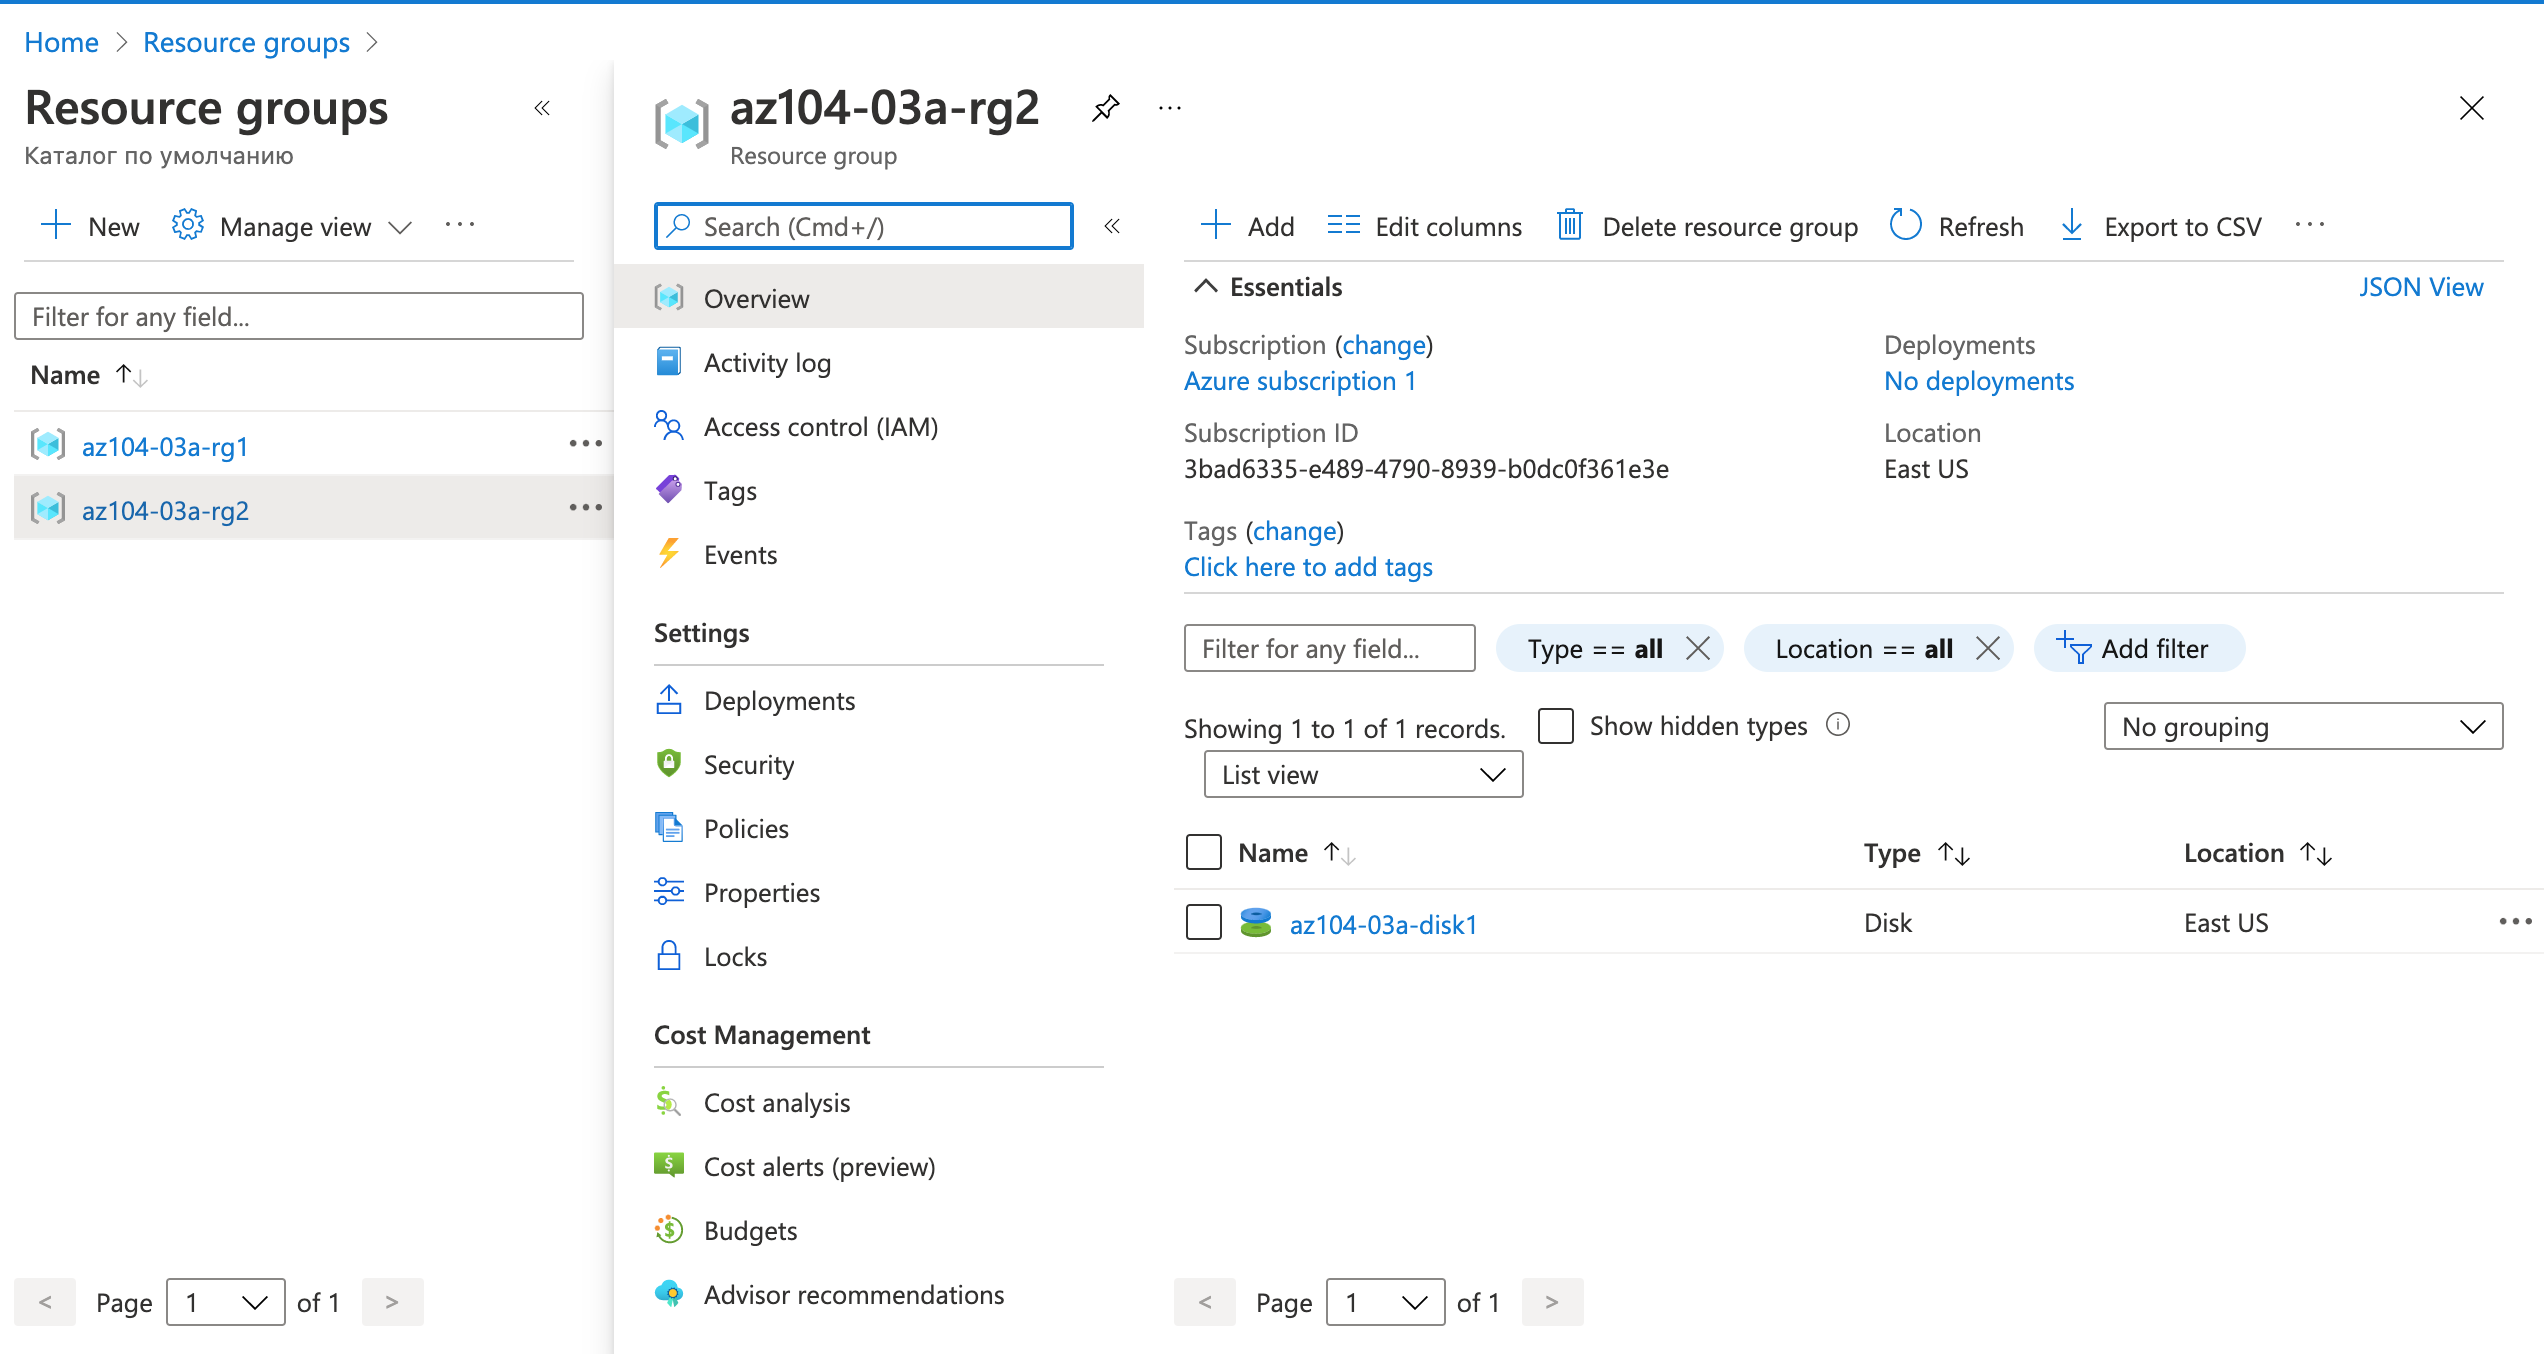 Home > Resource groups >
Resource groups
Каталог по умолчанию
New Manage view ···
Filter for any field...
Name
az104-03a-rg1
az104-03a-rg2
< Page 1 of 1 >
az104-03a-rg2
Resource group
Search (Cmd+/)
Overview
Activity log
Access control (IAM)
Tags
Events
Settings
Deployments
Security
Policies
Properties
Locks
Cost Management
Cost analysis
Cost alerts (preview)
Budgets
Advisor recommendations
Add Edit columns Delete resource group Refresh Export to CSV ···
Essentials JSON View
Subscription (change)
Azure subscription 1
Subscription ID
3bad6335-e489-4790-8939-b0dc0f361e3e
Deployments
No deployments
Location
East US
Tags (change)
Click here to add tags
Filter for any field... Type == all Location == all Add filter
Showing 1 to 1 of 1 records. Show hidden types No grouping
List view
Name Type Location
az104-03a-disk1 Disk East US
< Page 1 of 1 >